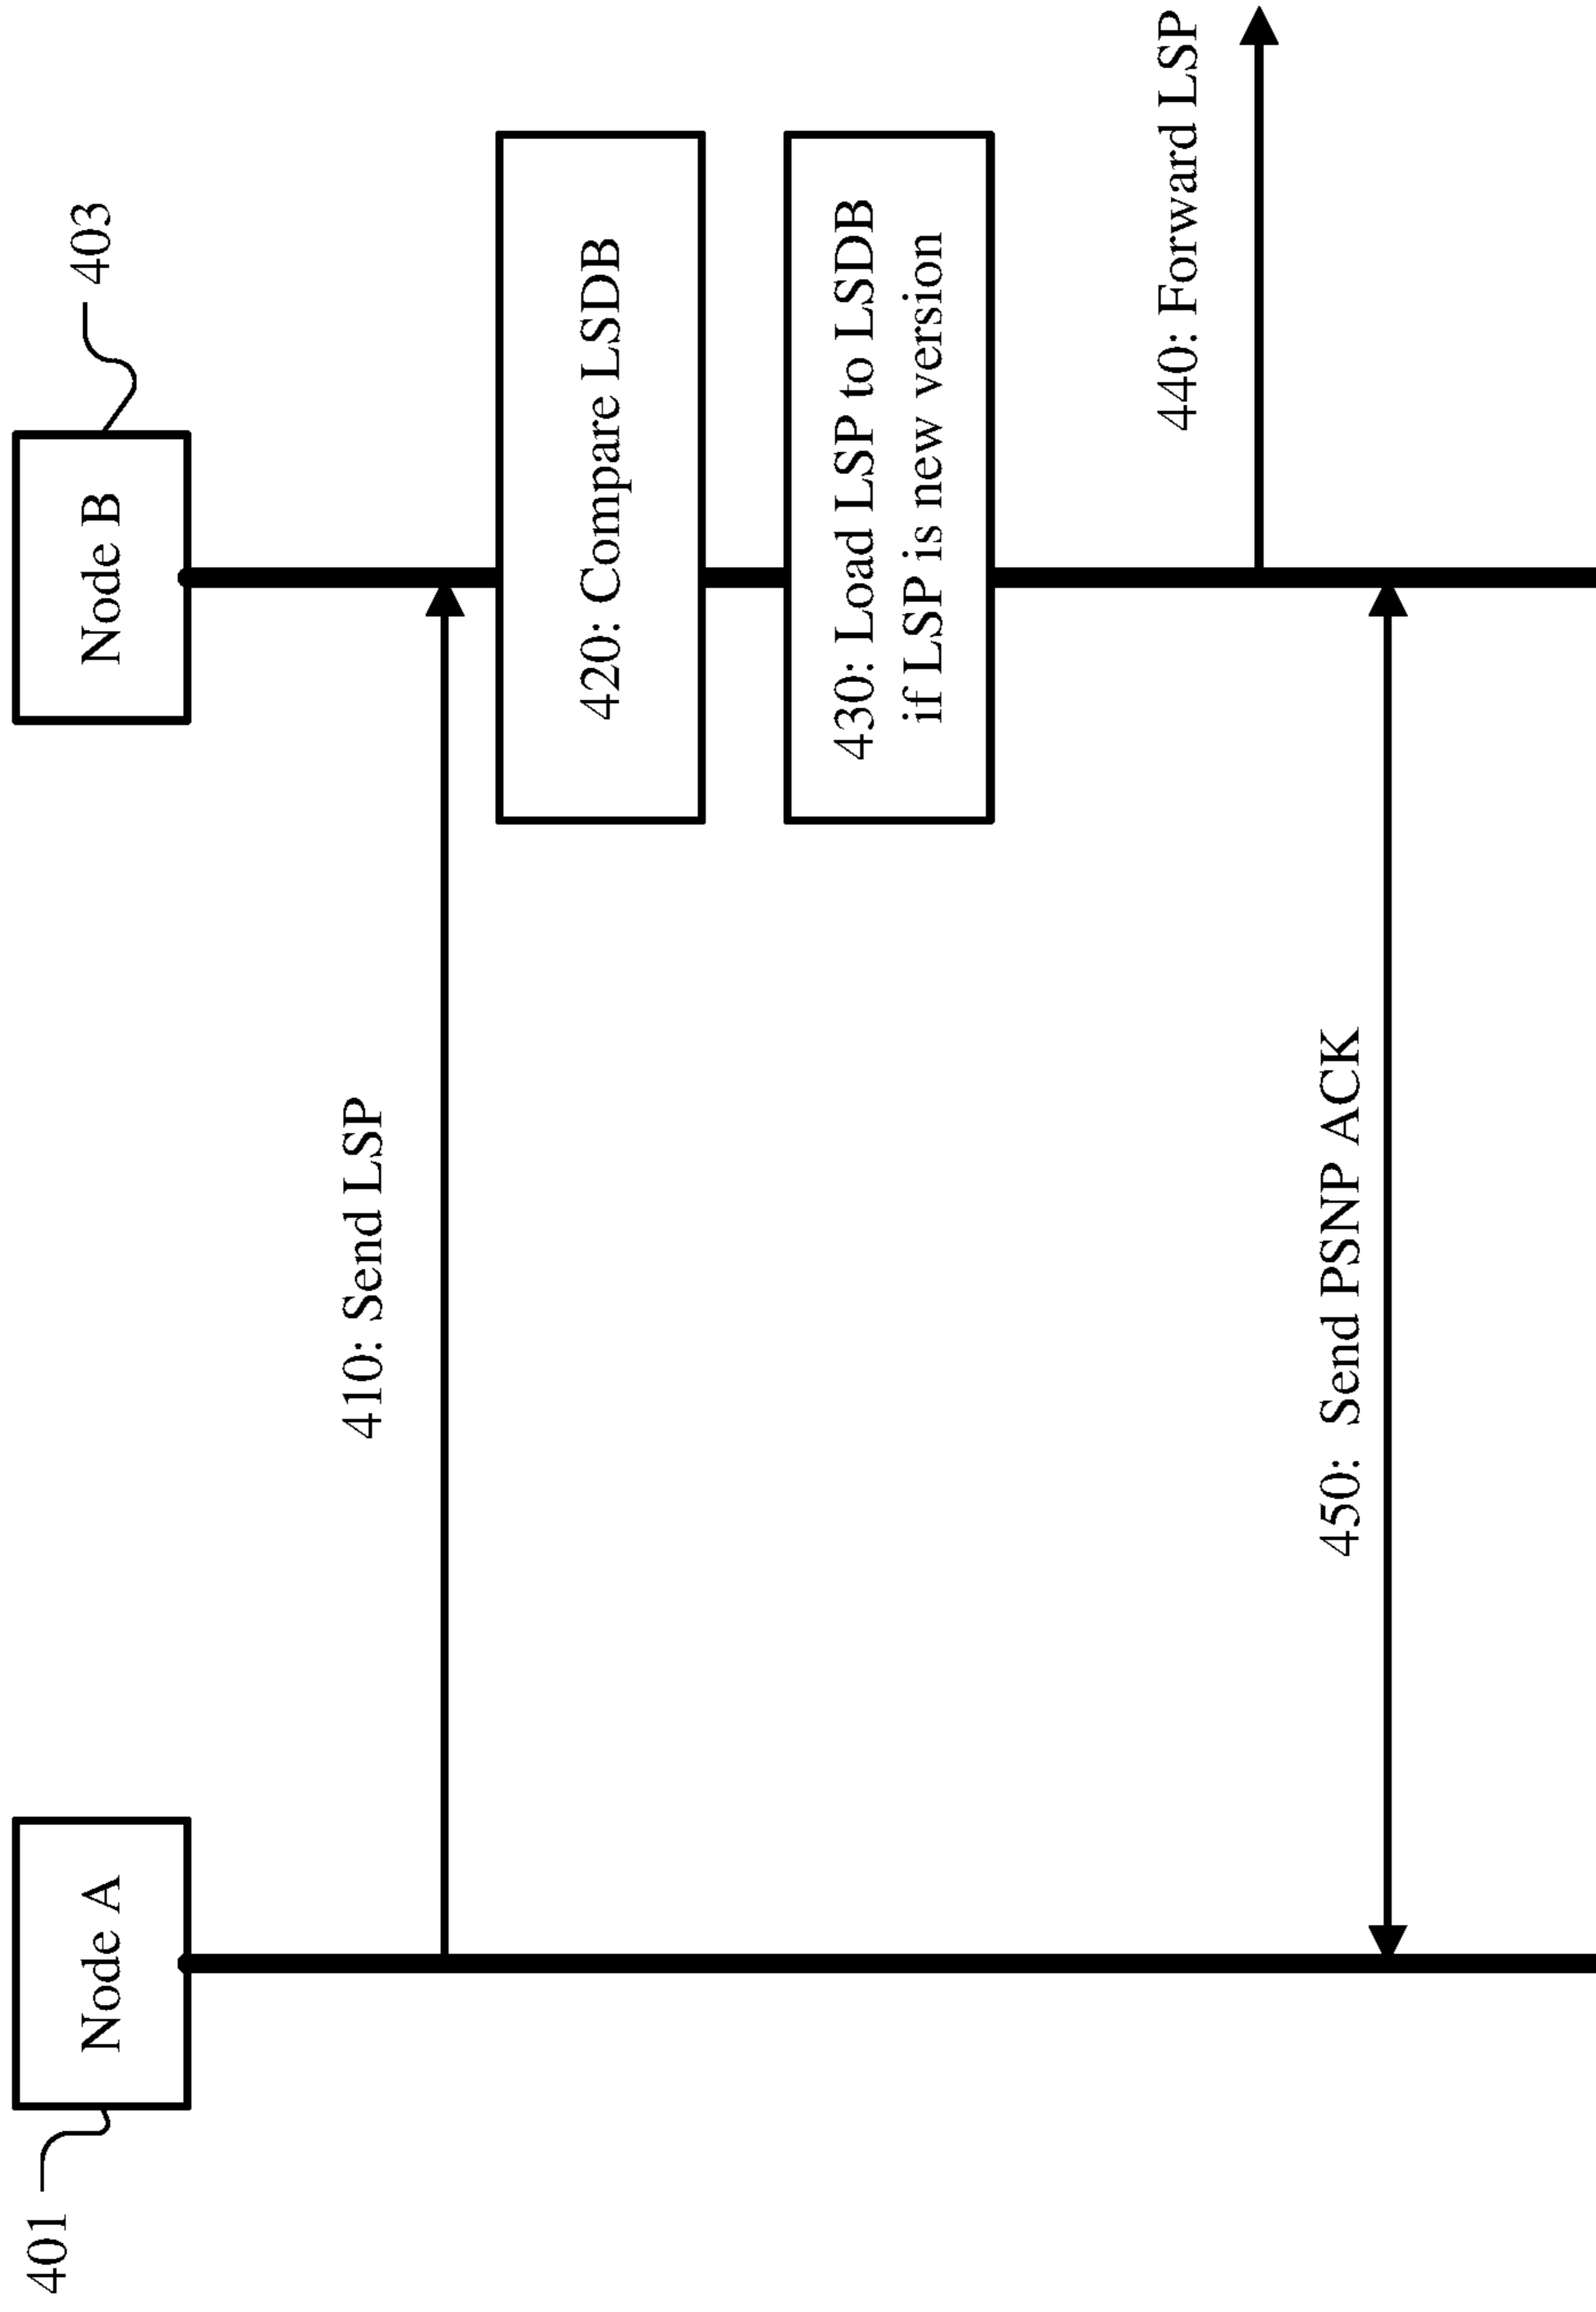 401
Node A
Node B
403
410: Send LSP
420: Compare LSDB
430: Load LSP to LSDB
if LSP is new version
440: Forward LSP
450: Send PSNP ACK